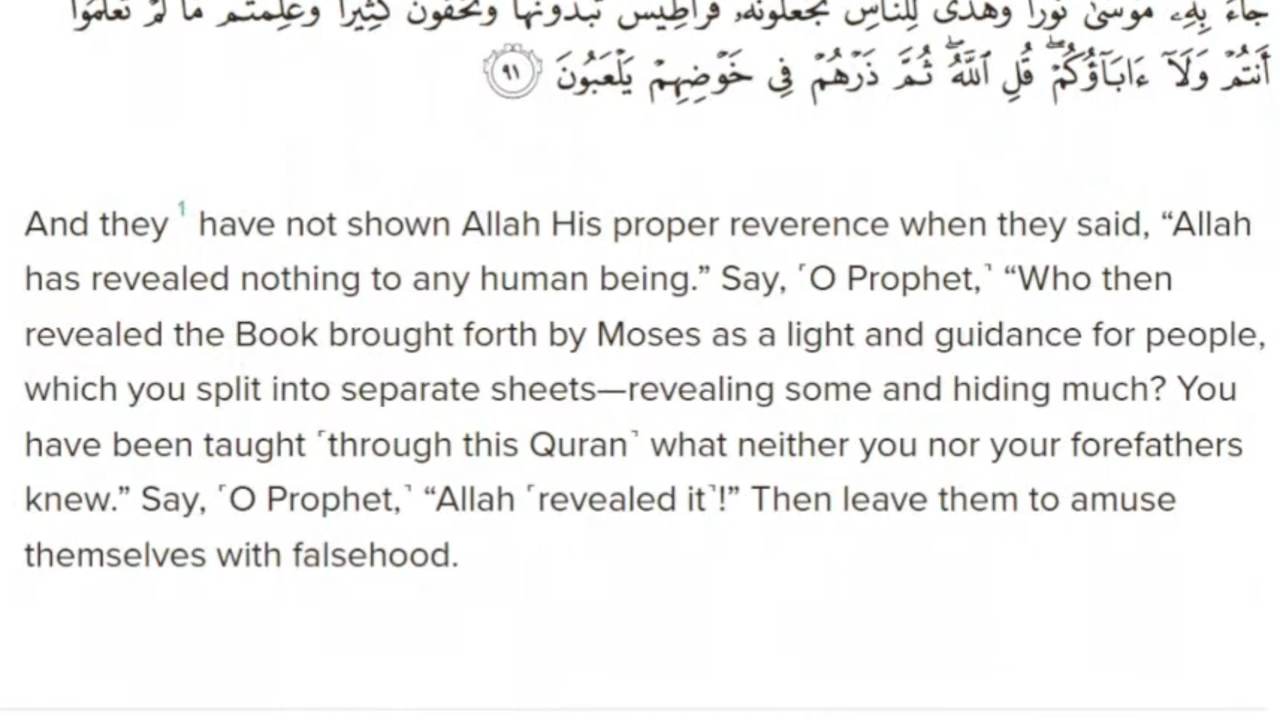 جَآءَ بِهِۦ مُوسَىٰ نُورًا وَهُدًى لِّلنَّاسِ تَجْعَلُونَهُۥ قَرَاطِيسَ تُبْدُونَهَا وَتُخْفُونَ كَثِيرًا وَعُلِّمْتُم مَّا لَمْ تَعْلَمُوٓا۟
أَنتُمْ وَلَآ ءَابَآؤُكُمْ ۖ قُلِ ٱللَّهُ ۖ ثُمَّ ذَرْهُمْ فِى خَوْضِهِمْ يَلْعَبُونَ ٩١
And they ¹ have not shown Allah His proper reverence when they said, “Allah
has revealed nothing to any human being.” Say, ˹O Prophet,˺ “Who then
revealed the Book brought forth by Moses as a light and guidance for people,
which you split into separate sheets—revealing some and hiding much? You
have been taught ˹through this Quran˺ what neither you nor your forefathers
knew.” Say, ˹O Prophet,˺ “Allah ˹revealed it˺!” Then leave them to amuse
themselves with falsehood.